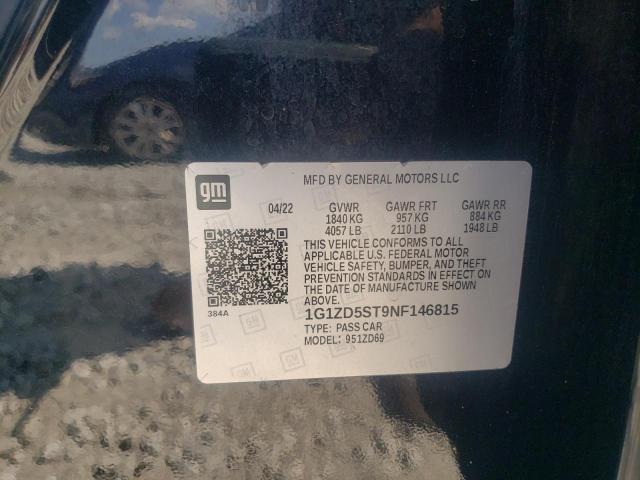 gm
MFD BY GENERAL MOTORS LLC
04/22 GVWR GAWR FRT GAWR RR
1840 KG 957 KG 884 KG
4057 LB 2110 LB 1948 LB
THIS VEHICLE CONFORMS TO ALL
APPLICABLE U.S. FEDERAL MOTOR
VEHICLE SAFETY, BUMPER, AND THEFT
PREVENTION STANDARDS IN EFFECT ON
THE DATE OF MANUFACTURE SHOWN
ABOVE.
384A
1G1ZD5ST9NF146815
TYPE: PASS CAR
MODEL: 951ZD69